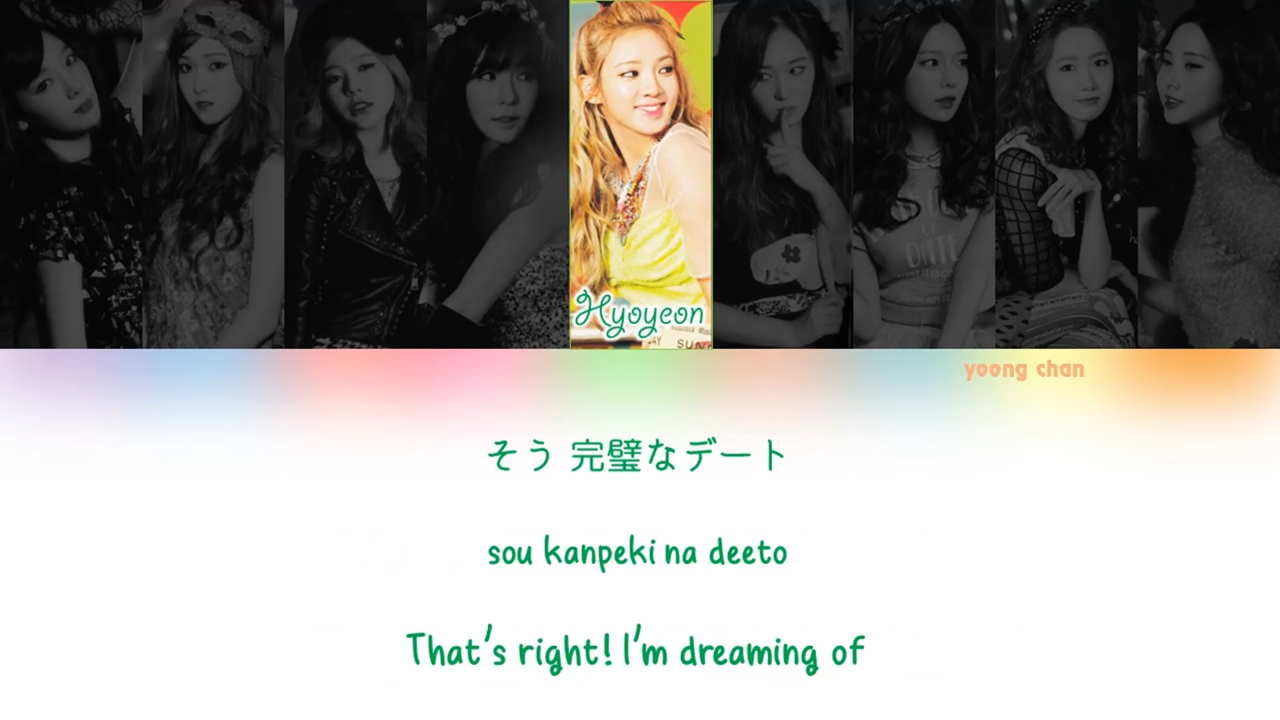 Hyoyeon
yoong chan
そう 完璧なデート
sou kanpeki na deeto
That's right! I'm dreaming of